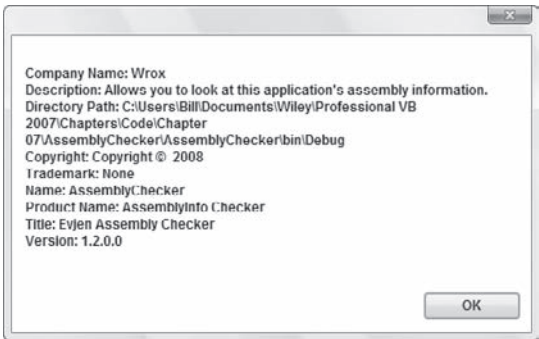 Company Name: Wrox
Description: Allows you to look at this application's assembly information.
Directory Path: C:\Users\Bill\Documents\Wiley\Professional VB
2007\Chapters\Code\Chapter
07\AssemblyChecker\AssemblyChecker\bin\Debug
Copyright: Copyright © 2008
Trademark: None
Name: AssemblyChecker
Product Name: AssemblyInfo Checker
Title: Evjen Assembly Checker
Version: 1.2.0.0
OK